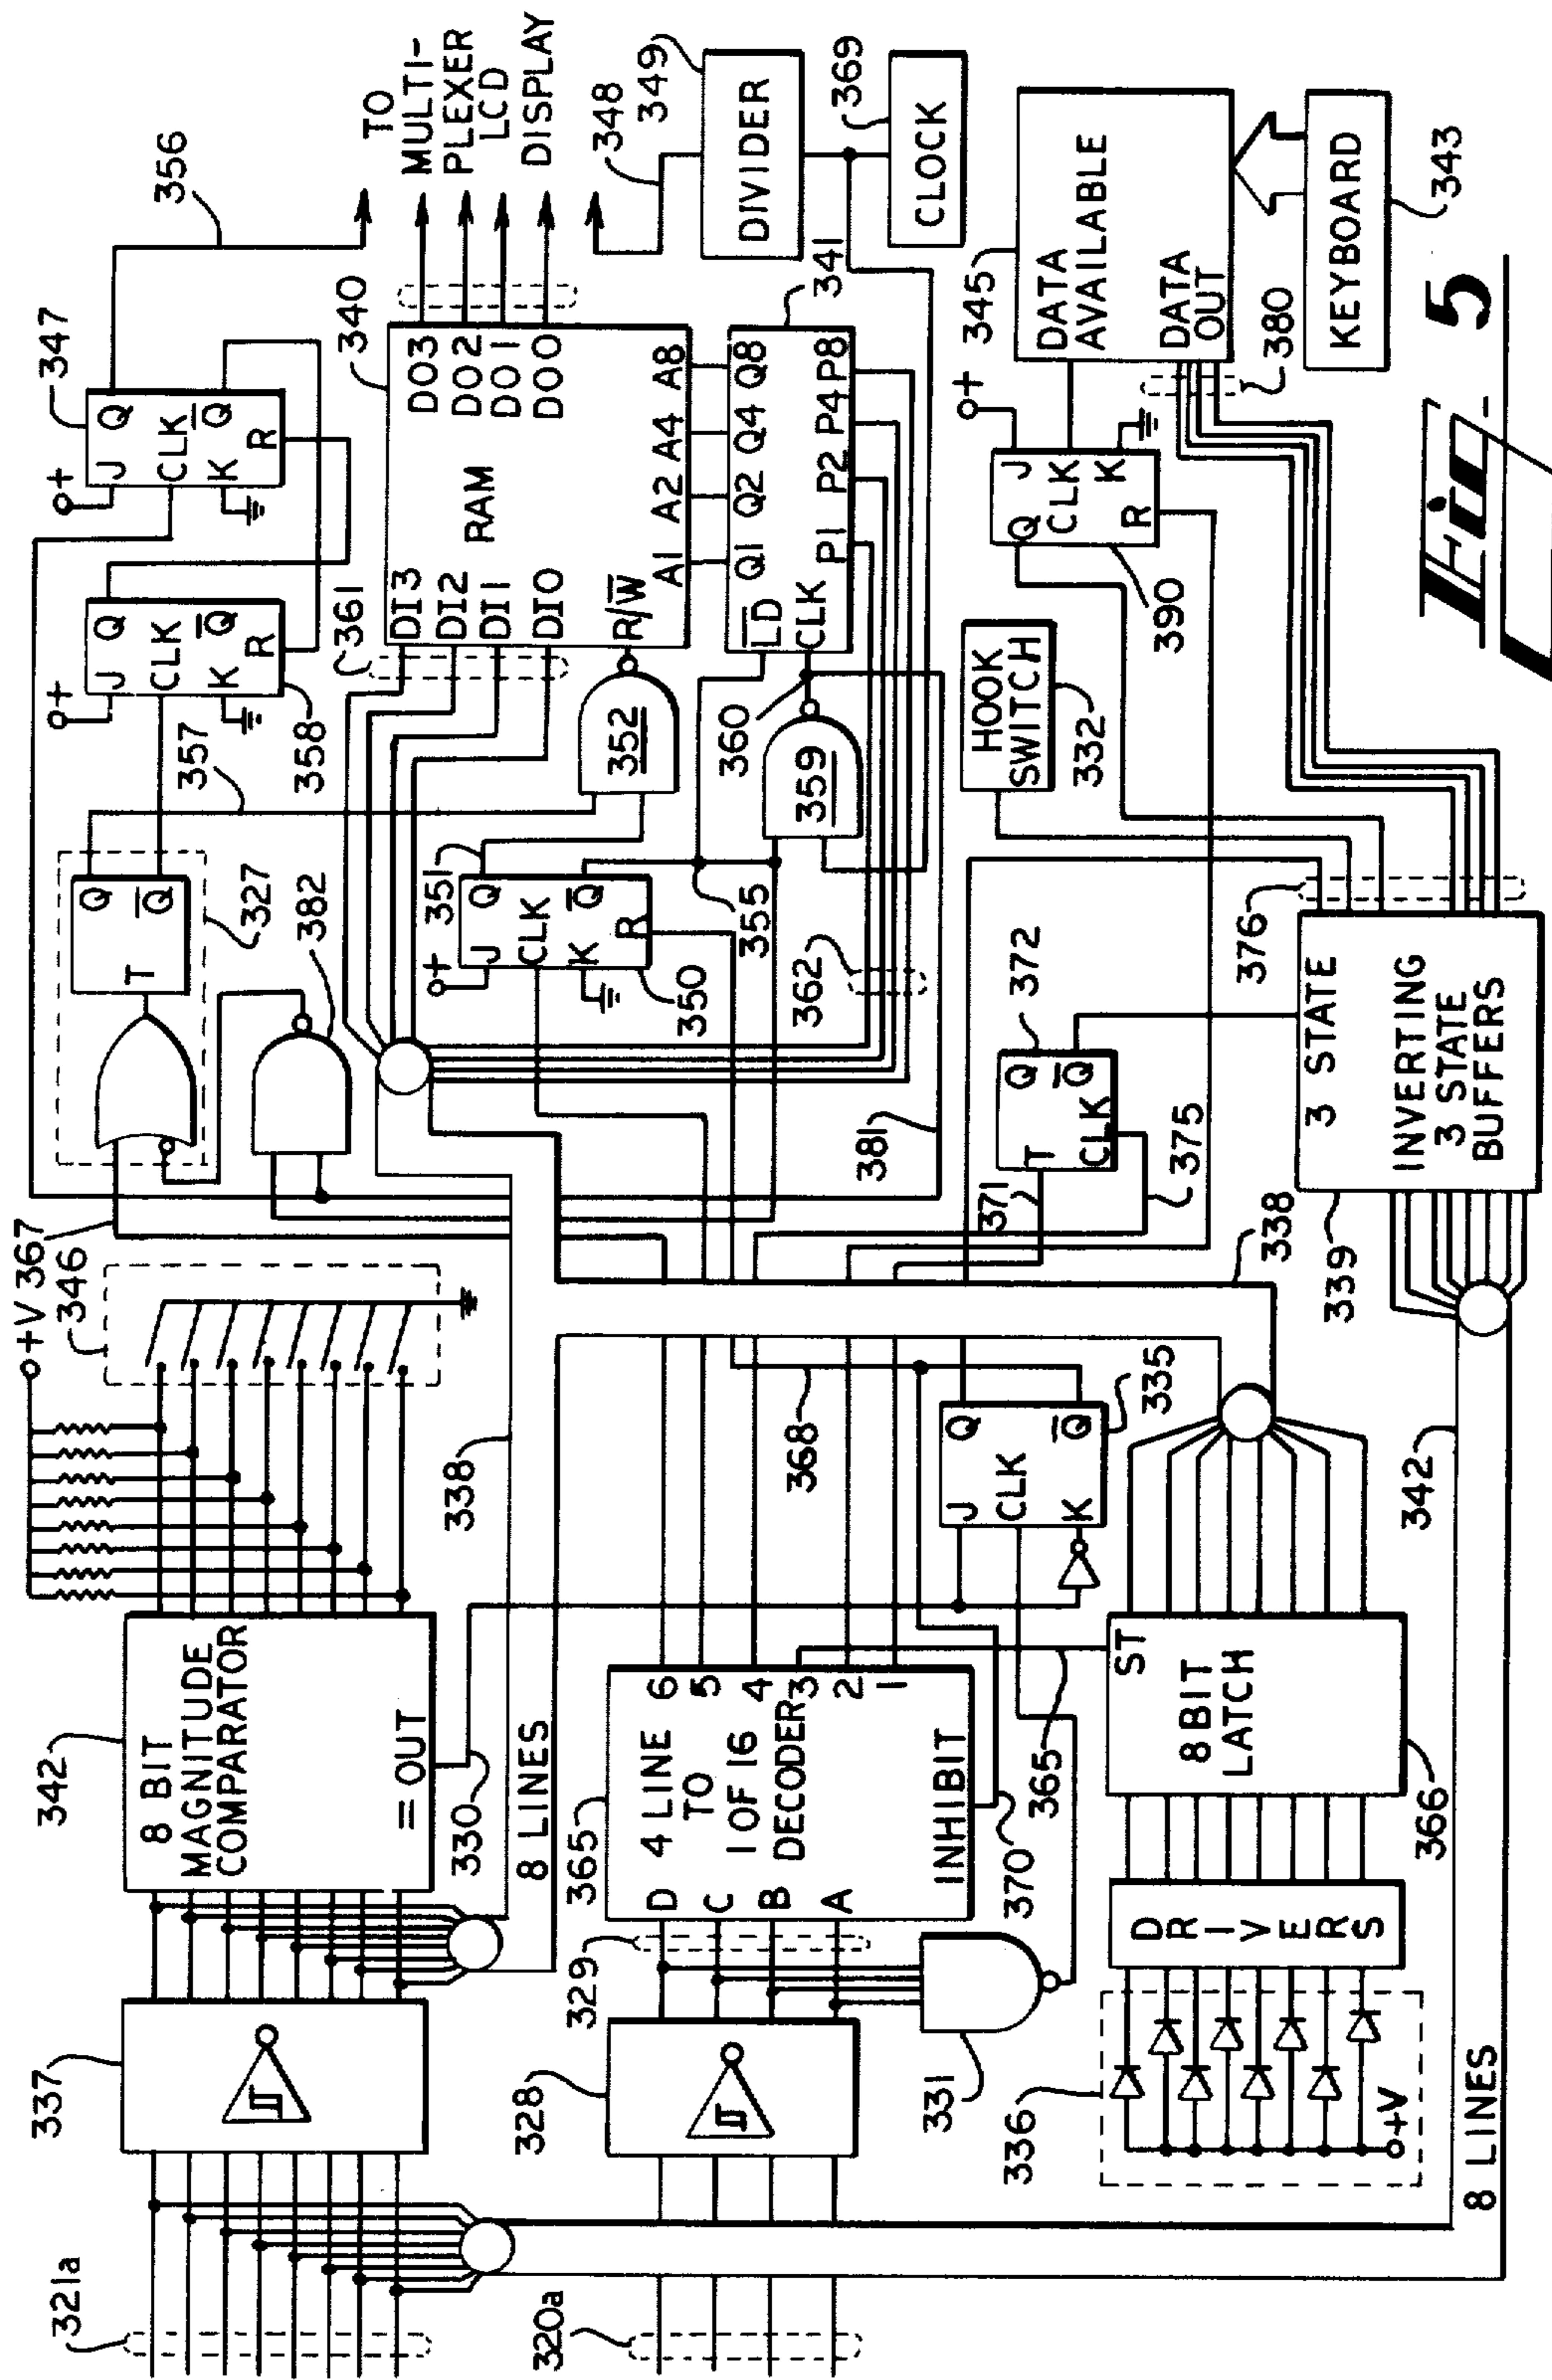 321a
337
342
8 BIT
MAGNITUDE
COMPARATOR
= OUT
330
+V
346
367
338
8 LINES
320a
328
329
365
D
C
B
A
4 LINE
TO
1 OF 16
DECODER
INHIBIT
6
5
4
3
2
1
370
331
368
365
J
CLK
K
Q
Q̅
335
336
+V
DRIVERS
8 BIT
LATCH
ST
366
8 LINES
342
338
T
Q
Q̅
327
382
357
+
J
CLK
K
Q
Q̅
R
358
+
J
CLK
K
Q
Q̅
R
347
356
361
DI3
DI2
DI1
DI0
R/W̅
RAM
DO3
DO2
DO1
DO0
A1
A2
A4
A8
340
TO
MULTI-
PLEXER
LCD
DISPLAY
351
+
J
CLK
K
Q
Q̅
R
350
352
355
359
360
362
L̅D̅
CLK
Q1
Q2
Q4
Q8
P1
P2
P4
P8
341
348
349
DIVIDER
369
CLOCK
381
371
T
CLK
Q
Q̅
372
375
HOOK
SWITCH
332
+
J
CLK
K
Q
R
390
345
DATA
AVAILABLE
DATA
OUT
380
KEYBOARD
343
376
3 STATE
INVERTING
3 STATE
BUFFERS
339
Fig. 5